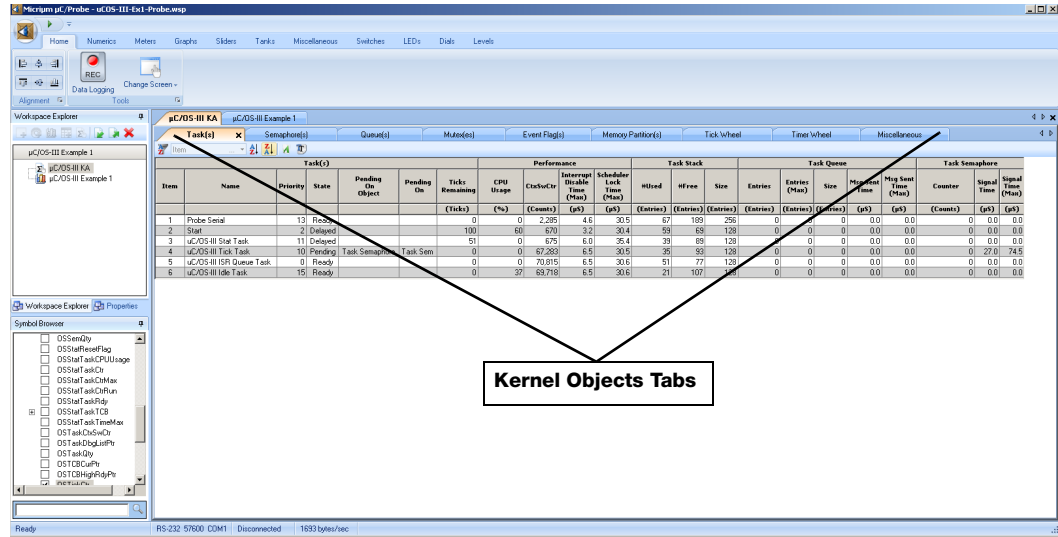 Micriµm µC/Probe - uCOS-III-Ex1-Probe.wsp
Home Numerics Meters Graphs Sliders Tanks Miscellaneous Switches LEDs Dials Levels
REC
Data Logging Change Screen
Alignment Tools
Workspace Explorer
µC/OS-III Example 1
µC/OS-III KA
µC/OS-III Example 1
Workspace Explorer Properties
Symbol Browser
OSSemQty
OSStatResetFlag
OSStatTaskCPUUsage
OSStatTaskCtr
OSStatTaskCtrMax
OSStatTaskCtrRun
OSStatTaskRdy
OSStatTaskTCB
OSStatTaskTimeMax
OSTaskCtxSwCtr
OSTaskDbgListPtr
OSTaskQty
OSTCBCurPtr
OSTCBHighRdyPtr
OSTickCtr
µC/OS-III KA µC/OS-III Example 1
Task(s) Semaphore(s) Queue(es) Mutex(es) Event Flag(s) Memory Partition(s) Tick Wheel Timer Wheel Miscellaneous
Item
Task(s) Performance Task Stack Task Queue Task Semaphore
Item Name Priority State Pending On Object Pending On Ticks Remaining CPU Usage CtxSwCtr Interrupt Disable Time (Max) Scheduler Lock Time (Max) #Used #Free Size Entries Entries (Max) Size Msg Sent Time Msg Sent Time (Max) Counter Signal Time Signal Time (Max)
(Ticks) (%) (Counts) (µS) (µS) (Entries) (Entries) (Entries) (Entries) (Entries) (Entries) (µS) (µS) (Counts) (µS) (µS)
1 Probe Serial 13 Ready 0 0 2,285 4.6 30.5 67 189 256 0 0 0 0.0 0.0 0 0.0 0.0
2 Start 2 Delayed 100 60 670 3.2 30.4 59 69 128 0 0 0 0.0 0.0 0 0.0 0.0
3 uC/OS-III Stat Task 11 Delayed 51 0 675 6.0 35.4 39 89 128 0 0 0 0.0 0.0 0 0.0 0.0
4 uC/OS-III Tick Task 10 Pending Task Semaphore Task Sem 0 0 67,283 6.5 30.5 35 93 128 0 0 0 0.0 0.0 0 27.0 74.5
5 uC/OS-III ISR Queue Task 0 Ready 0 0 70,815 6.5 30.6 51 77 128 0 0 0 0.0 0.0 0 0.0 0.0
6 uC/OS-III Idle Task 15 Ready 0 37 69,718 6.5 30.6 21 107 128 0 0 0 0.0 0.0 0 0.0 0.0
Kernel Objects Tabs
Ready RS-232 57600 COM1 Disconnected 1693 bytes/sec